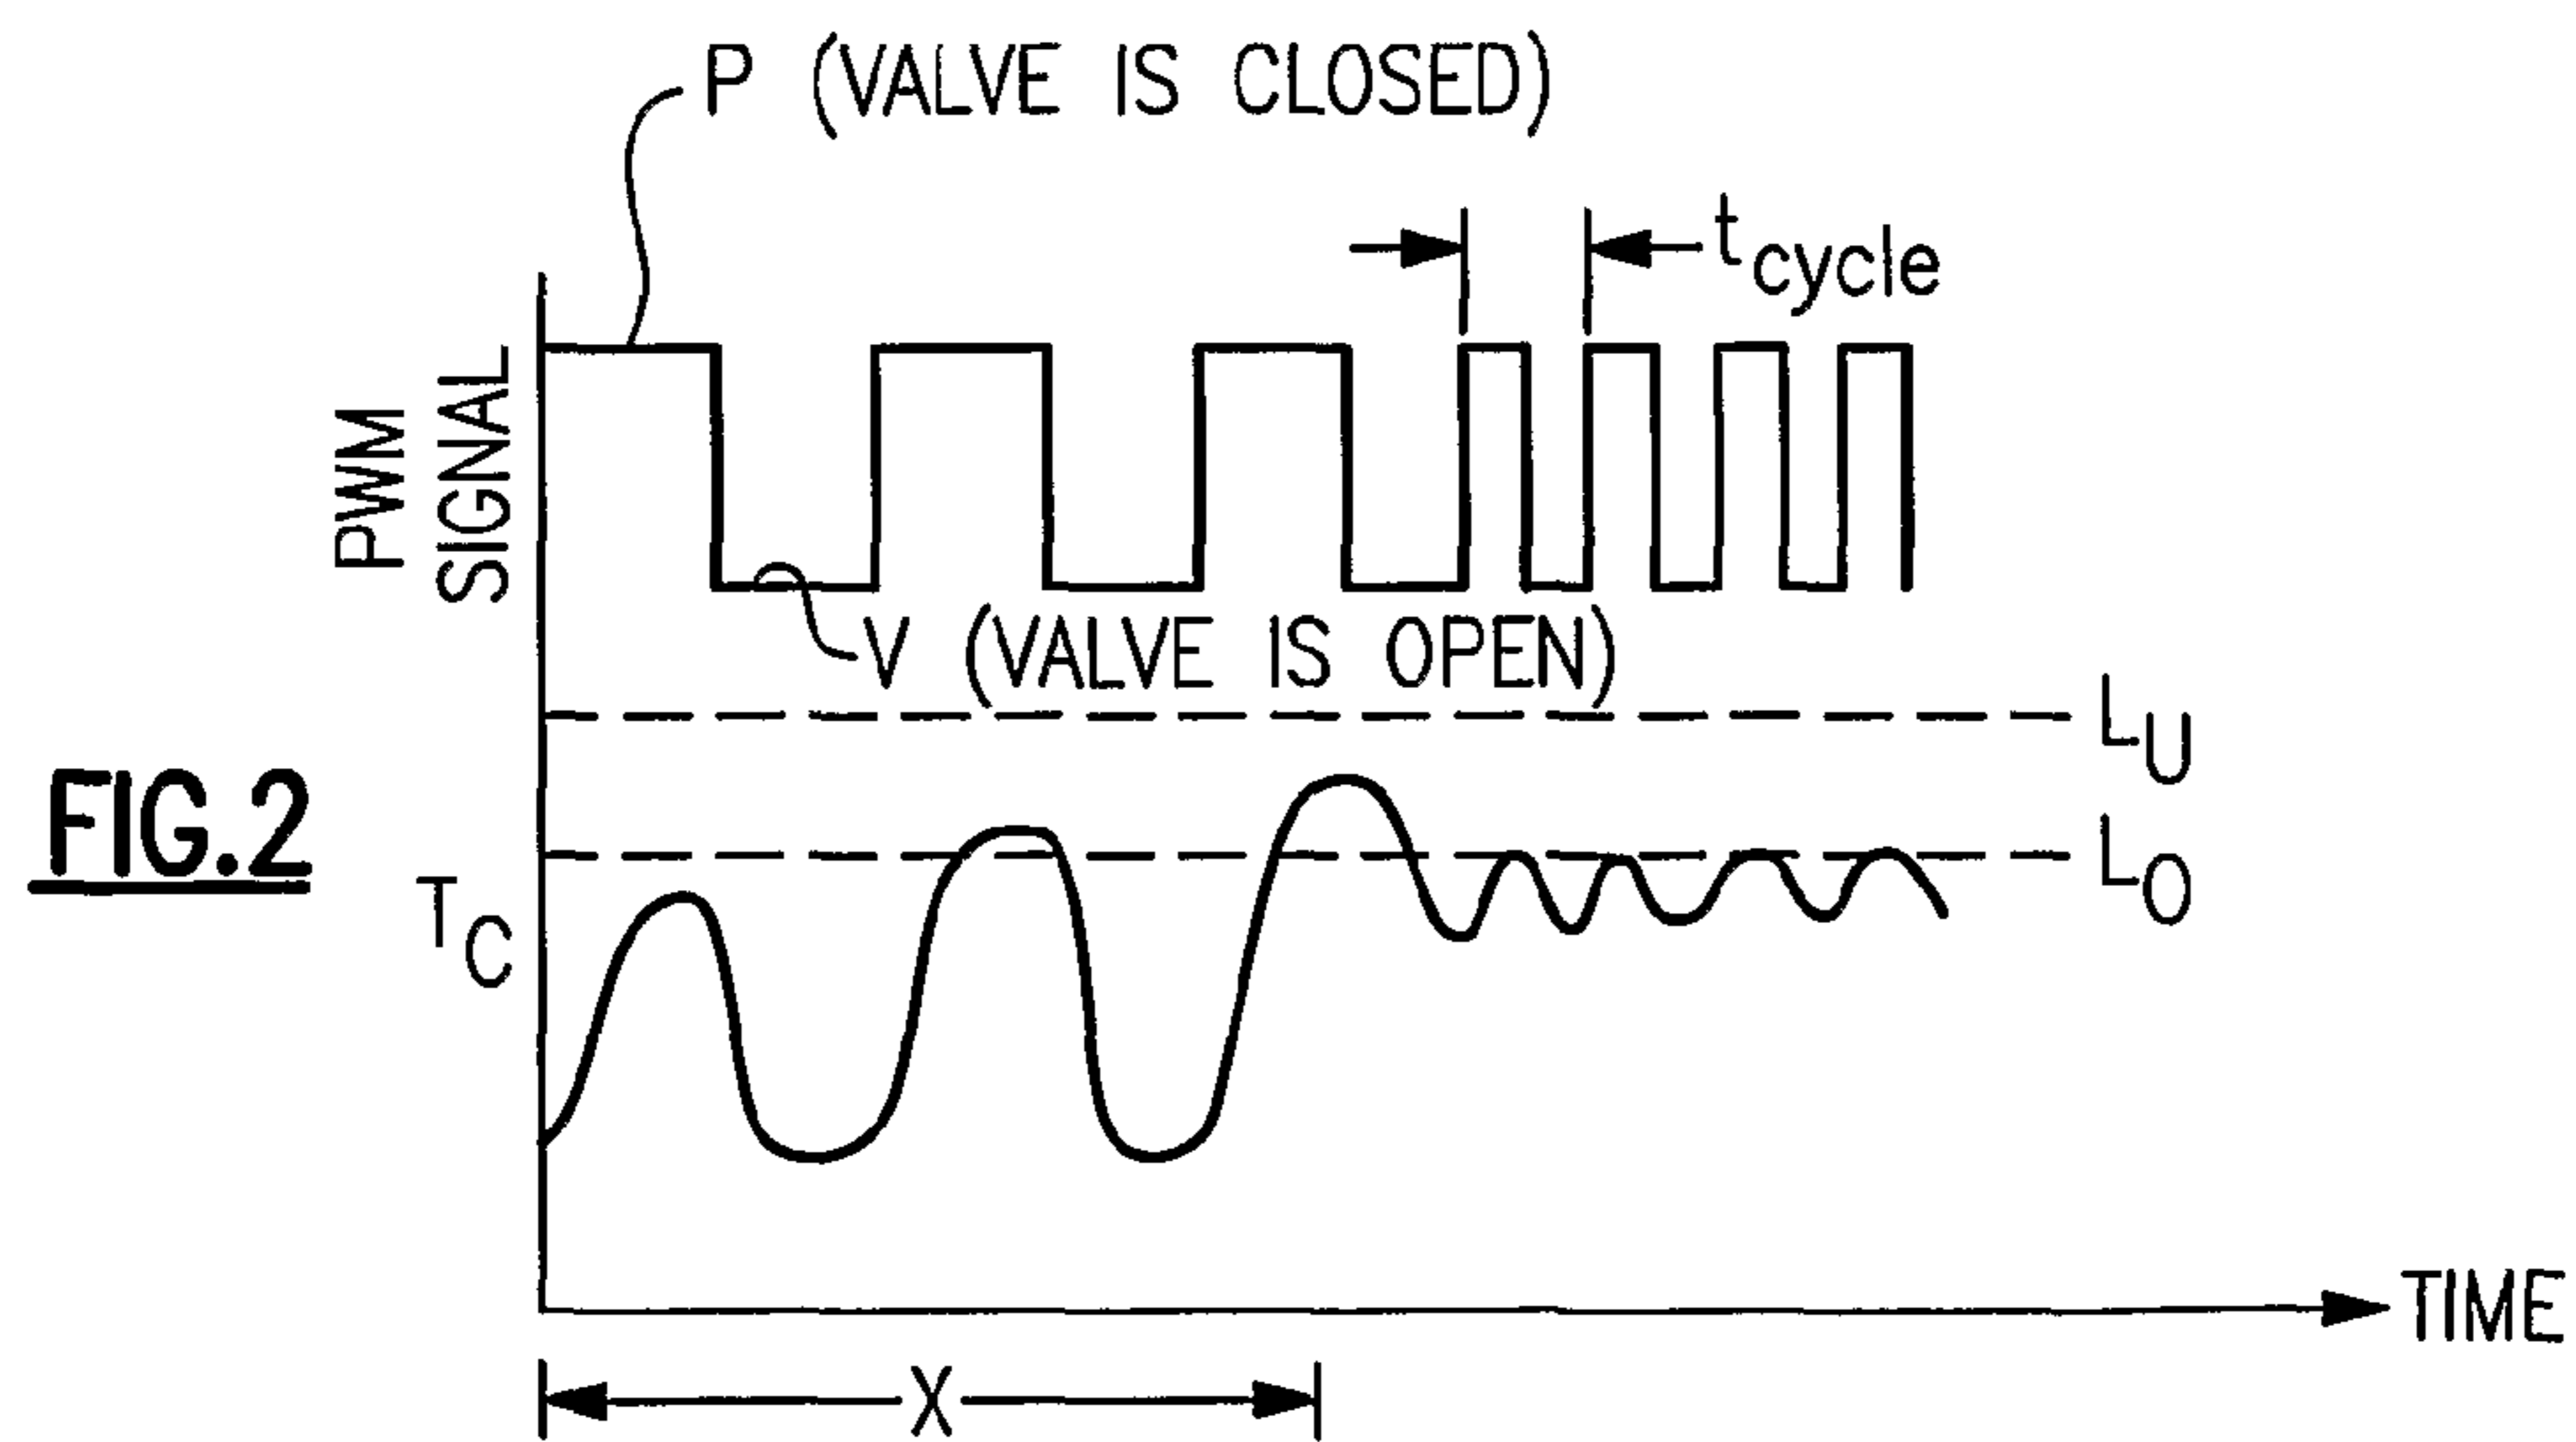 P (VALVE IS CLOSED)
tcycle
PWM
SIGNAL
V (VALVE IS OPEN)
LU
FIG.2
LO
TC
TIME
X